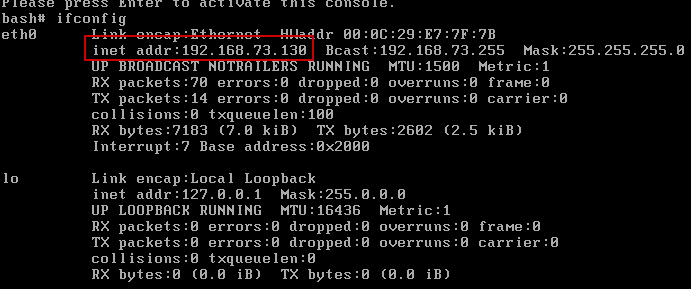 Please press Enter to activate this console.
bash# ifconfig
eth0 Link encap:Ethernet HWaddr 00:0C:29:E7:7F:7B
inet addr:192.168.73.130 Bcast:192.168.73.255 Mask:255.255.255.0
UP BROADCAST NOTRAILERS RUNNING MTU:1500 Metric:1
RX packets:70 errors:0 dropped:0 overruns:0 frame:0
TX packets:14 errors:0 dropped:0 overruns:0 carrier:0
collisions:0 txqueuelen:100
RX bytes:7183 (7.0 kiB) TX bytes:2602 (2.5 kiB)
Interrupt:7 Base address:0x2000
lo Link encap:Local Loopback
inet addr:127.0.0.1 Mask:255.0.0.0
UP LOOPBACK RUNNING MTU:16436 Metric:1
RX packets:0 errors:0 dropped:0 overruns:0 frame:0
TX packets:0 errors:0 dropped:0 overruns:0 carrier:0
collisions:0 txqueuelen:0
RX bytes:0 (0.0 iB) TX bytes:0 (0.0 iB)